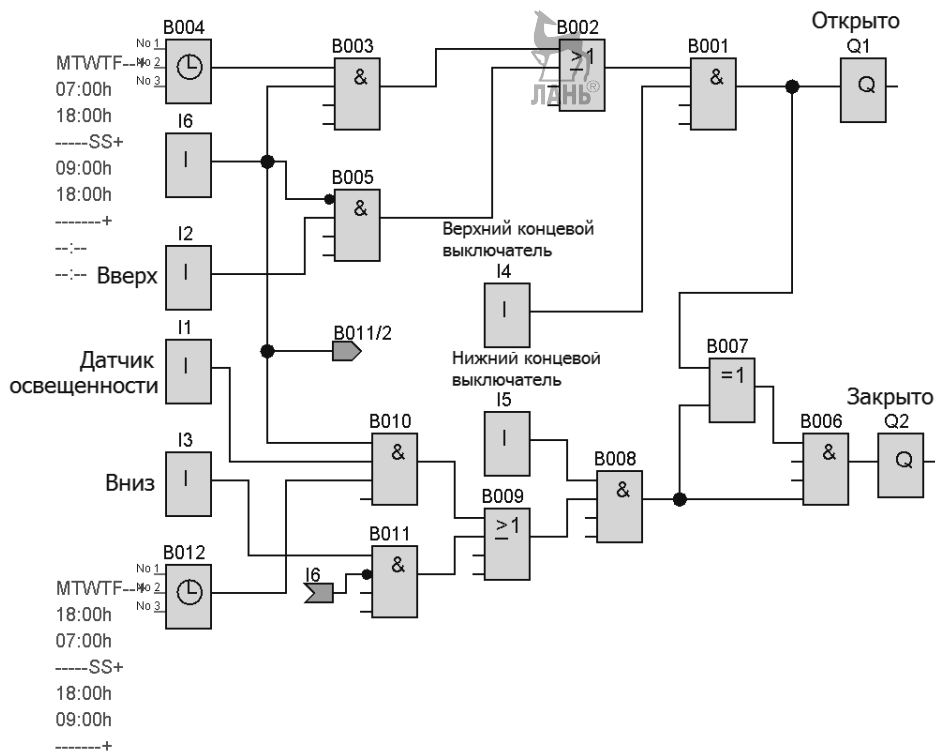 B004
No 1
No 2
No 3
MTWTF--+
07:00h
18:00h
-----SS+
09:00h
18:00h
-------+
--:--
--:--
B003
&
B002
>1
ЛАНЬ®
B001
&
Открыто
Q1
Q
I6
I
B005
&
I2
I
Вверх
Верхний концевой
выключатель
I4
I
B011/2
I1
I
Датчик
освещенности
Нижний концевой
выключатель
I5
I
B007
=1
Закрыто
B006
&
Q2
Q
B010
&
I3
I
Вниз
B008
&
B009
>1
B011
&
I6
B012
No 1
No 2
No 3
MTWTF--+
18:00h
07:00h
-----SS+
18:00h
09:00h
-------+